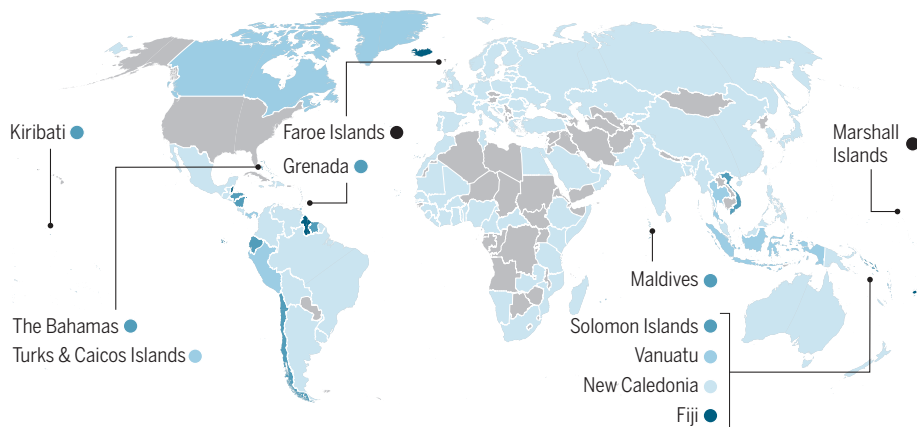 Kiribati
Faroe Islands
Grenada
Marshall
Islands
The Bahamas
Turks & Caicos Islands
Maldives
Solomon Islands
Vanuatu
New Caledonia
Fiji